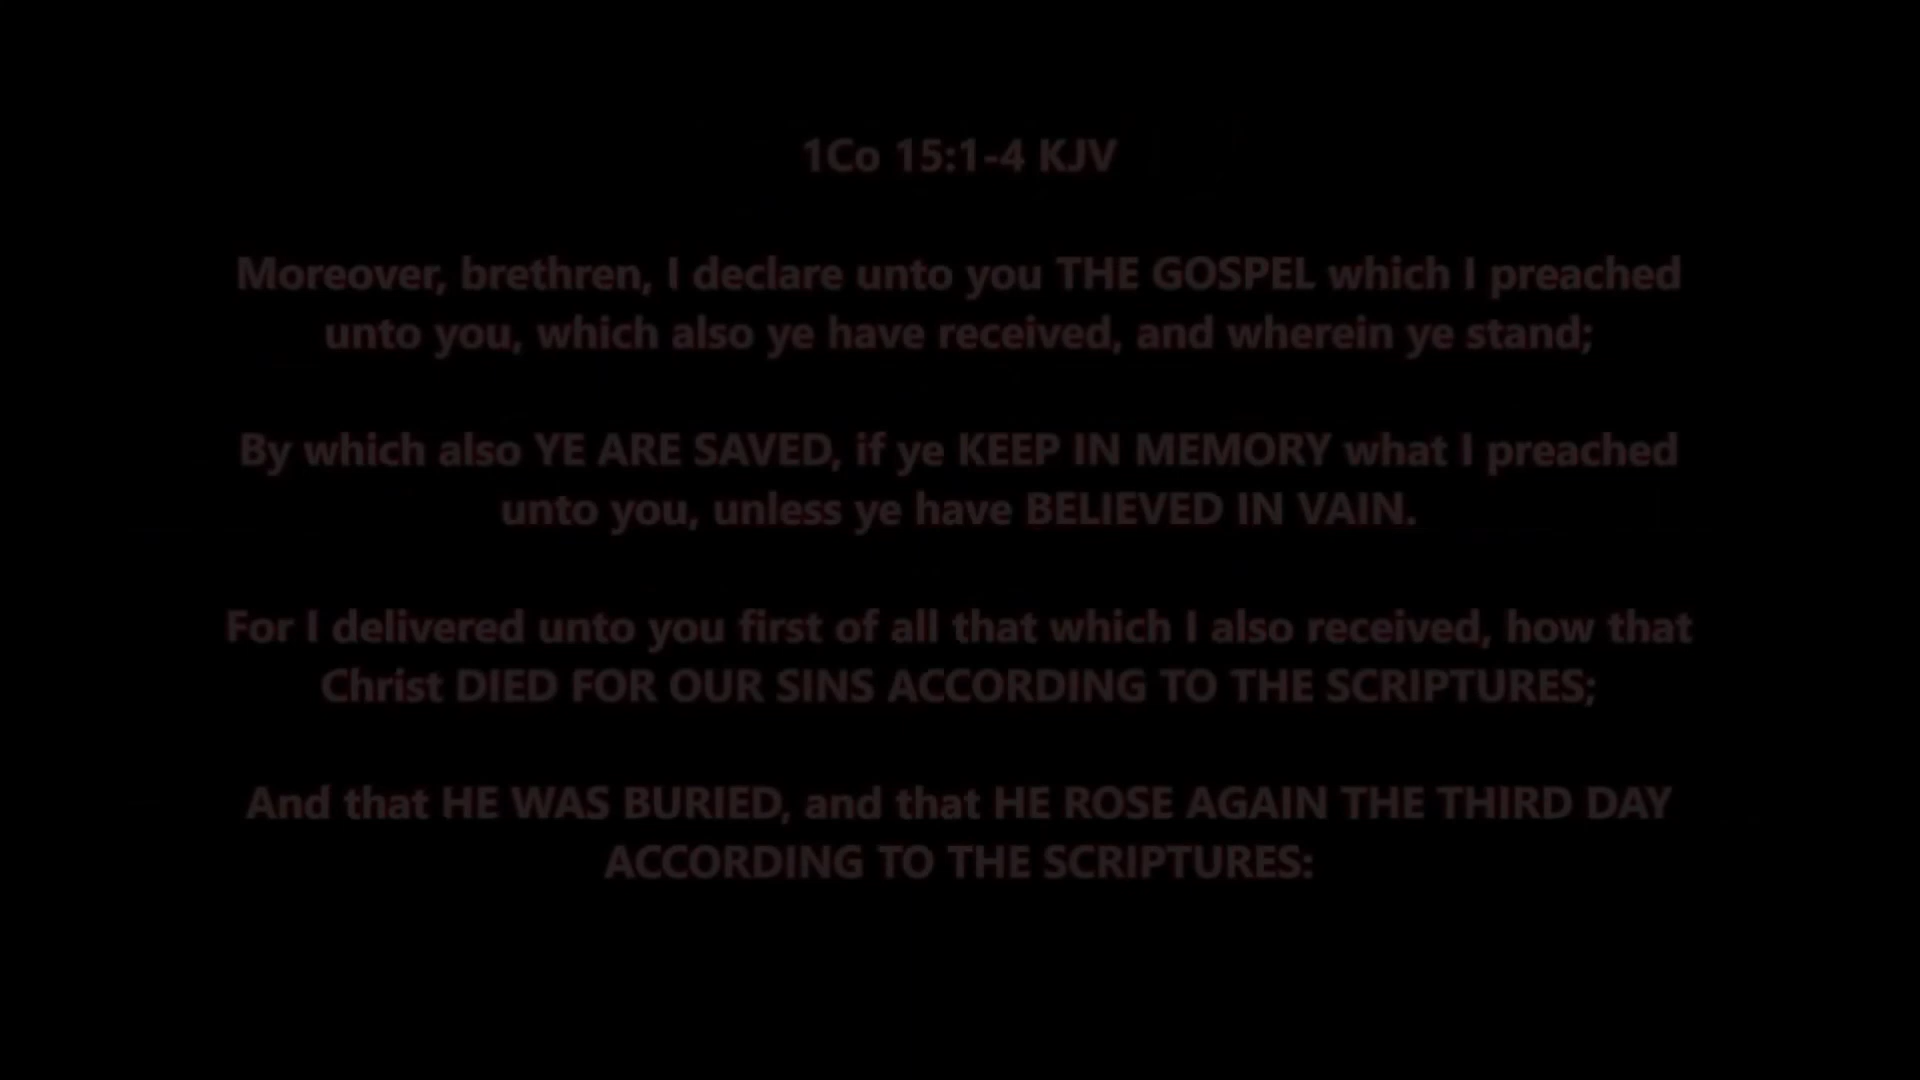 1Co 15:1-4 KJV
Moreover, brethren, I declare unto you THE GOSPEL which I preached
unto you, which also ye have received, and wherein ye stand;
By which also YE ARE SAVED, if ye KEEP IN MEMORY what I preached
unto you, unless ye have BELIEVED IN VAIN.
For I delivered unto you first of all that which I also received, how that
Christ DIED FOR OUR SINS ACCORDING TO THE SCRIPTURES;
And that HE WAS BURIED, and that HE ROSE AGAIN THE THIRD DAY
ACCORDING TO THE SCRIPTURES: